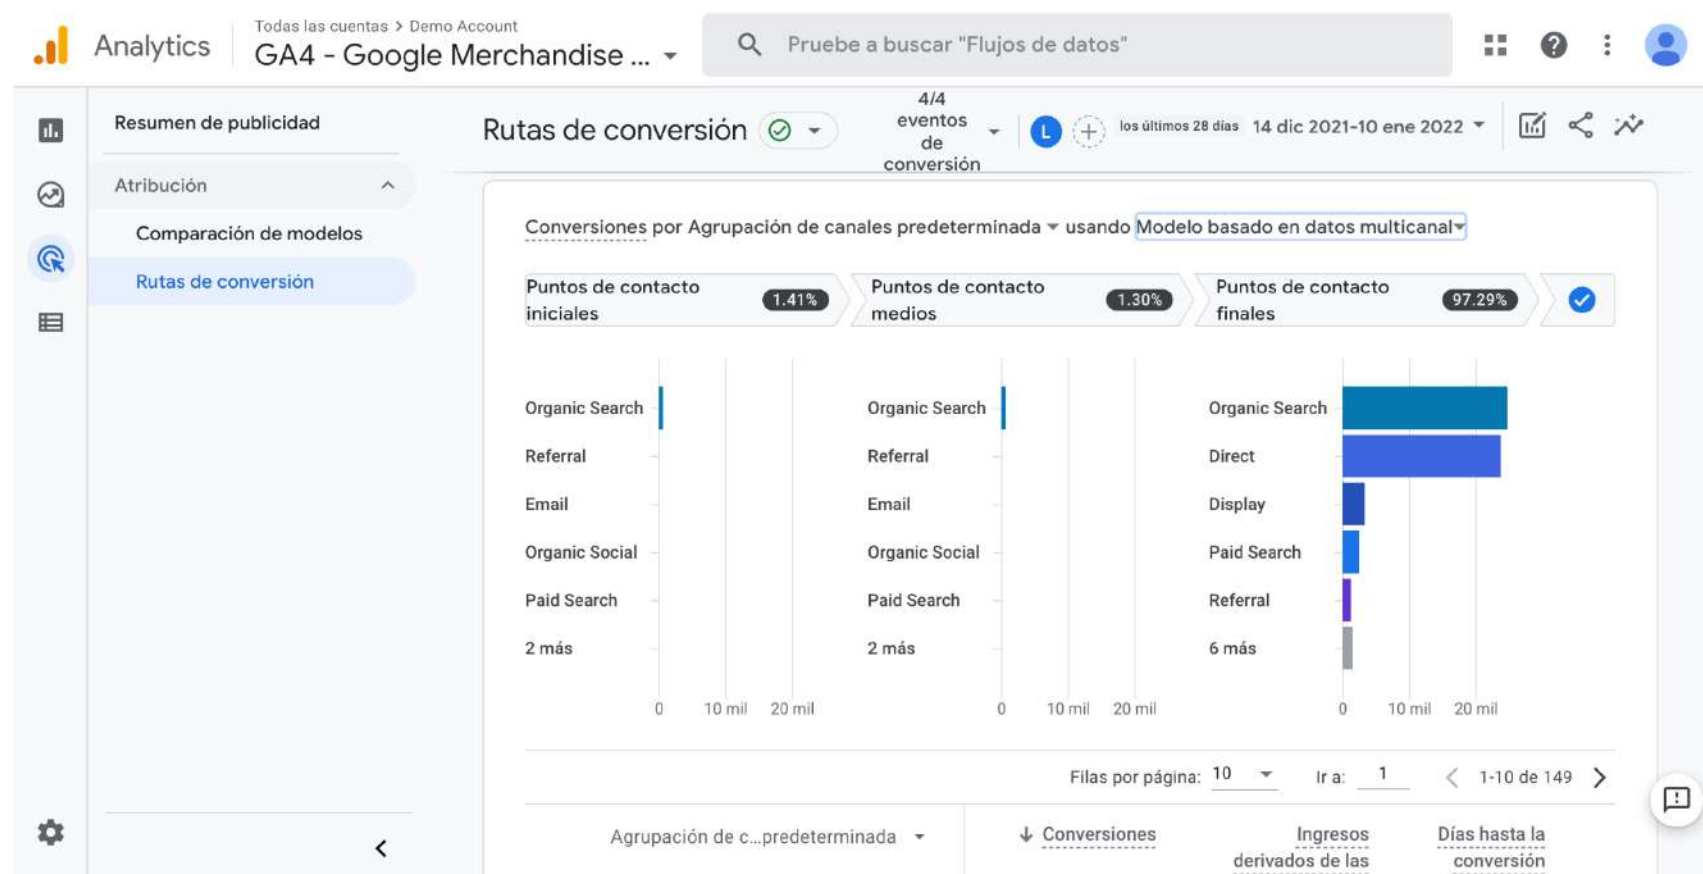 Todas las cuentas > Demo Account
Analytics
GA4 - Google Merchandise ...
Pruebe a buscar "Flujos de datos"
Resumen de publicidad
Atribución
Comparación de modelos
Rutas de conversión
Rutas de conversión
4/4
eventos
de
conversión
L
los últimos 28 días 14 dic 2021-10 ene 2022
Conversiones por Agrupación de canales predeterminada usando Modelo basado en datos multicanal
Puntos de contacto
iniciales
1.41%
Puntos de contacto
medios
1.30%
Puntos de contacto
finales
97.29%
Organic Search
Referral
Email
Organic Social
Paid Search
2 más
0 10 mil 20 mil
Organic Search
Referral
Email
Organic Social
Paid Search
2 más
0 10 mil 20 mil
Organic Search
Direct
Display
Paid Search
Referral
6 más
0 10 mil 20 mil
Filas por página: 10 Ir a: 1 1-10 de 149
Agrupación de c...predeterminada
Conversiones
Ingresos
derivados de las
Días hasta la
conversión